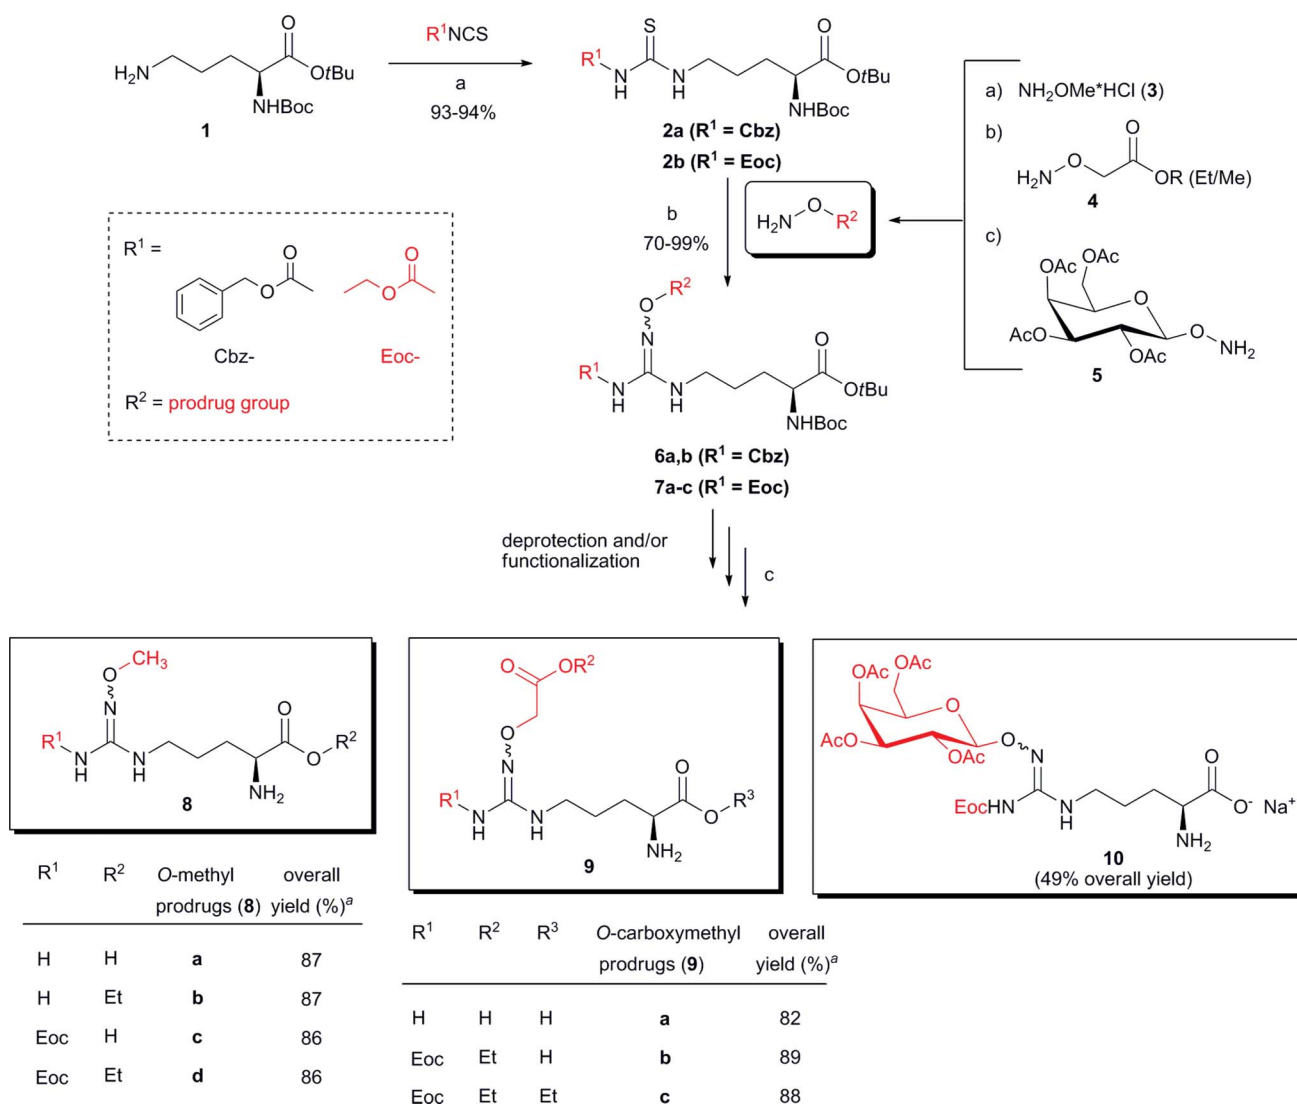 R¹NCS
a
93-94%
H₂N
O
OtBu
NHBoc
1
R¹
S
N
H
N
H
O
OtBu
NHBoc
2a (R¹ = Cbz)
2b (R¹ = Eoc)
a) NH₂OMe*HCl (3)
b)
H₂N
O
O
OR (Et/Me)
4
c)
OAc
OAc
O
AcO
OAc
O
NH₂
5
b
70-99%
H₂N
O
R²
R¹ =
O
O
O
O
Cbz-
Eoc-
R² = prodrug group
R²
O
N
R¹
N
H
N
H
O
OtBu
NHBoc
6a,b (R¹ = Cbz)
7a-c (R¹ = Eoc)
deprotection and/or
functionalization
c
CH₃
O
N
R¹
N
H
N
H
O
O
R²
NH₂
8
O
OR²
O
N
R¹
N
H
N
H
O
O
R³
NH₂
9
OAc
OAc
O
AcO
OAc
O
N
EocHN
N
H
O
O⁻ Na⁺
NH₂
10
(49% overall yield)
R¹ R² O-methyl overall
prodrugs (8) yield (%)ᵃ
H H a 87
H Et b 87
Eoc H c 86
Eoc Et d 86
R¹ R² R³ O-carboxymethyl overall
prodrugs (9) yield (%)ᵃ
H H H a 82
Eoc Et H b 89
Eoc Et Et c 88